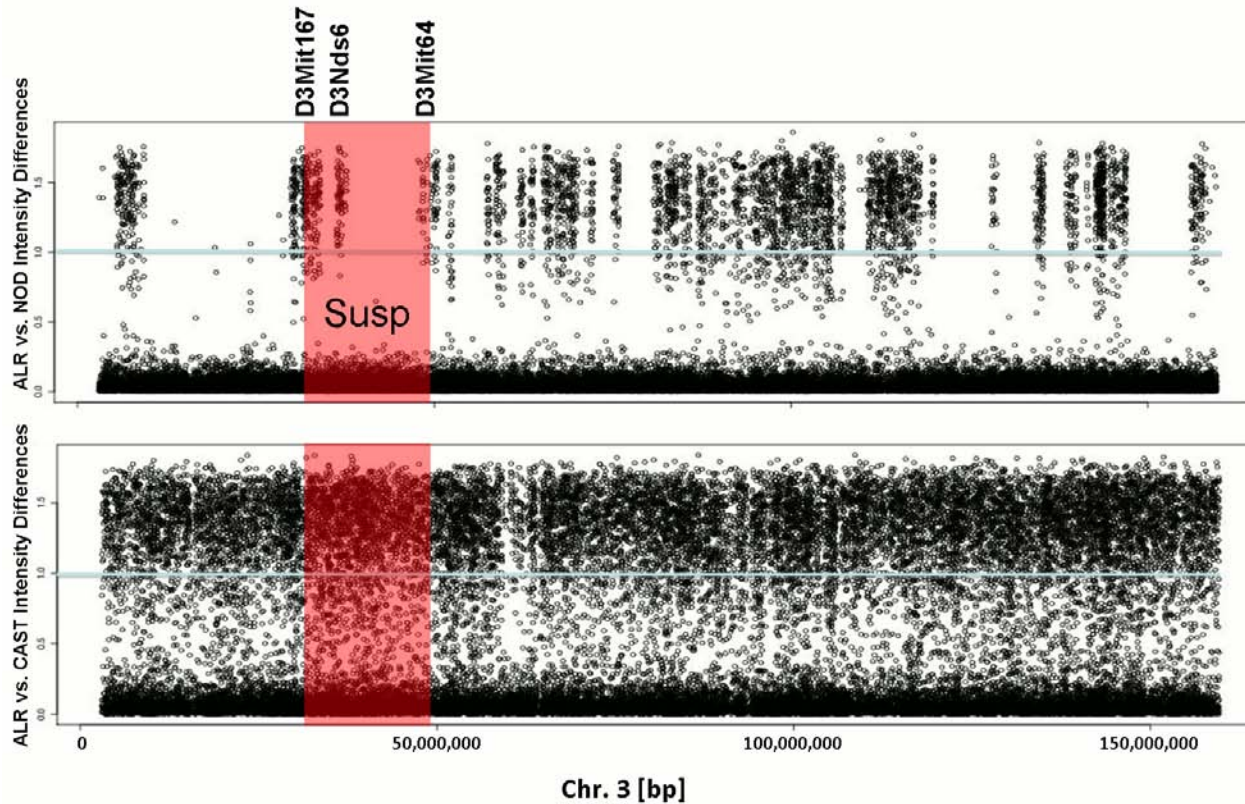 D3Mit167
D3Nds6
D3Mit64
ALR vs. NOD Intensity Differences
1.5
1.0
0.5
0.0
Susp
ALR vs. CAST Intensity Differences
1.5
1.0
0.5
0.0
0
50,000,000
100,000,000
150,000,000
Chr. 3 [bp]